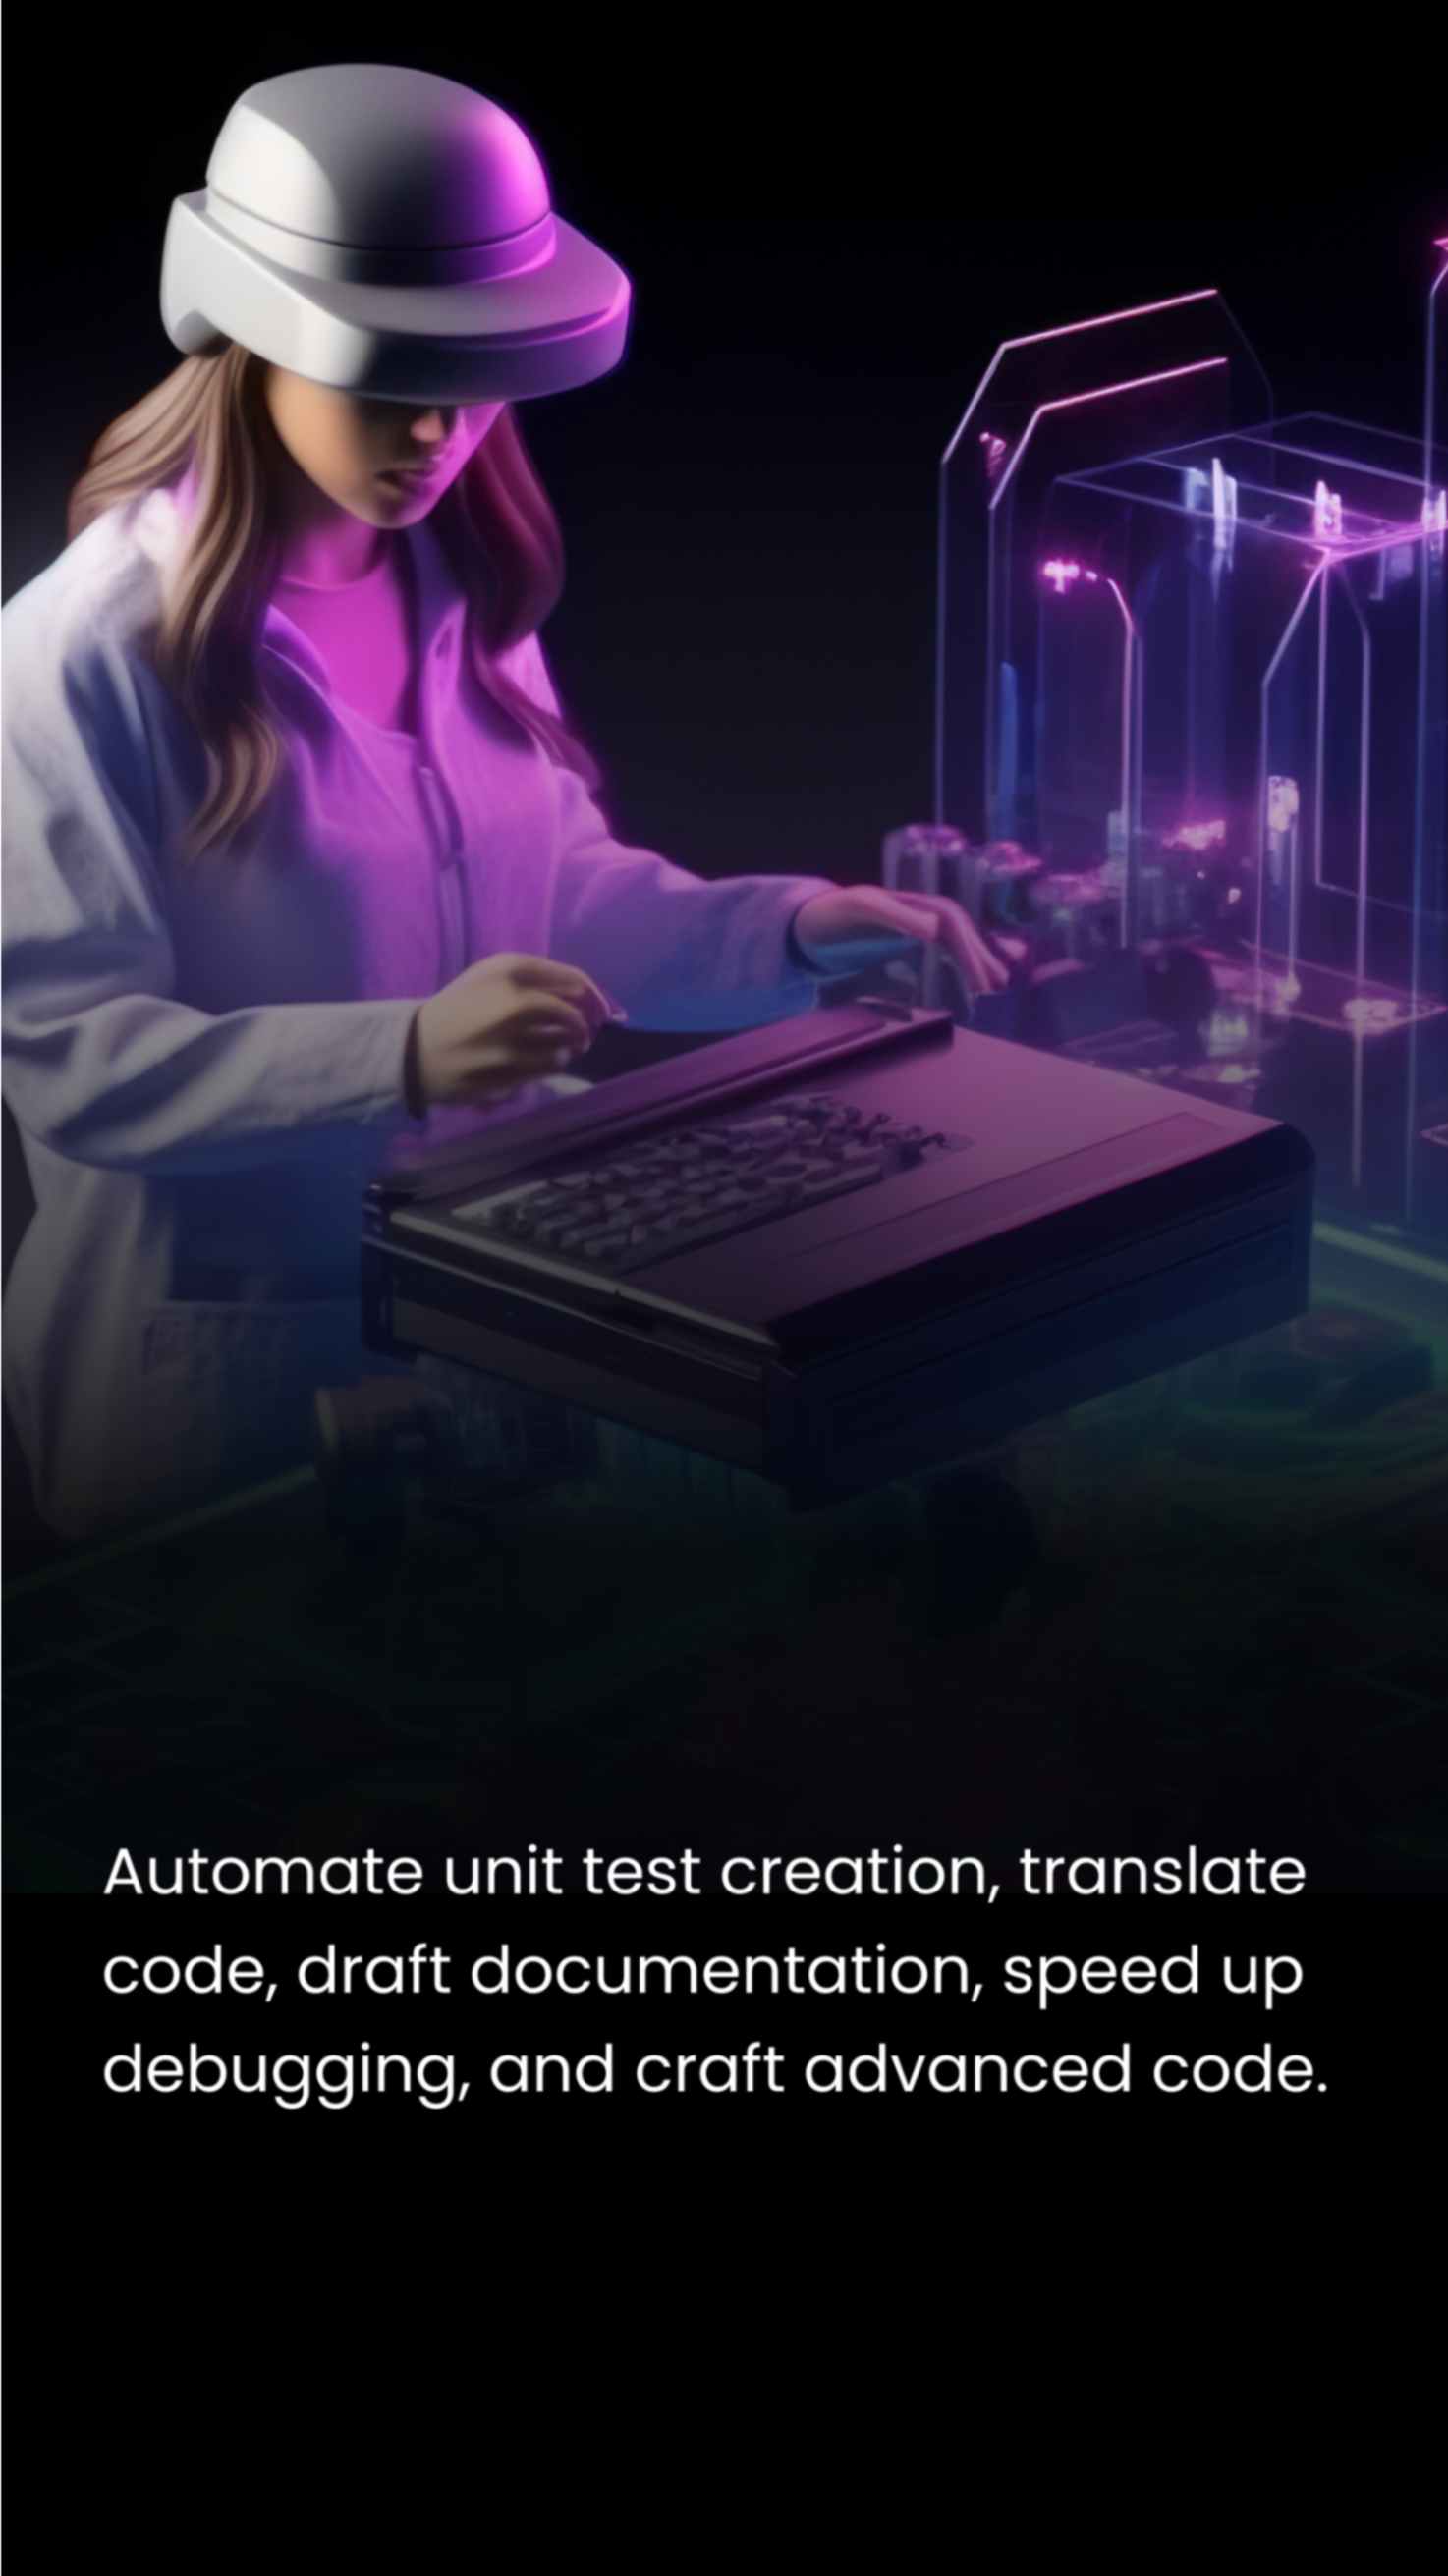 Automate unit test creation, translate
code, draft documentation, speed up
debugging, and craft advanced code.